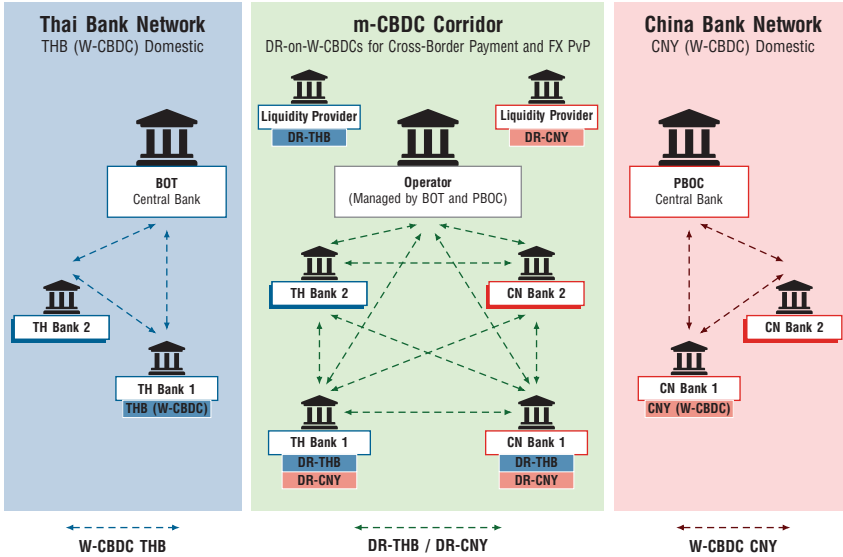 Thai Bank Network
THB (W-CBDC) Domestic
BOT
Central Bank
TH Bank 2
TH Bank 1
THB (W-CBDC)
m-CBDC Corridor
DR-on-W-CBDCs for Cross-Border Payment and FX PvP
Liquidity Provider
DR-THB
Liquidity Provider
DR-CNY
Operator
(Managed by BOT and PBOC)
TH Bank 2
CN Bank 2
TH Bank 1
DR-THB
DR-CNY
CN Bank 1
DR-THB
DR-CNY
China Bank Network
CNY (W-CBDC) Domestic
PBOC
Central Bank
CN Bank 2
CN Bank 1
CNY (W-CBDC)
W-CBDC THB
DR-THB / DR-CNY
W-CBDC CNY